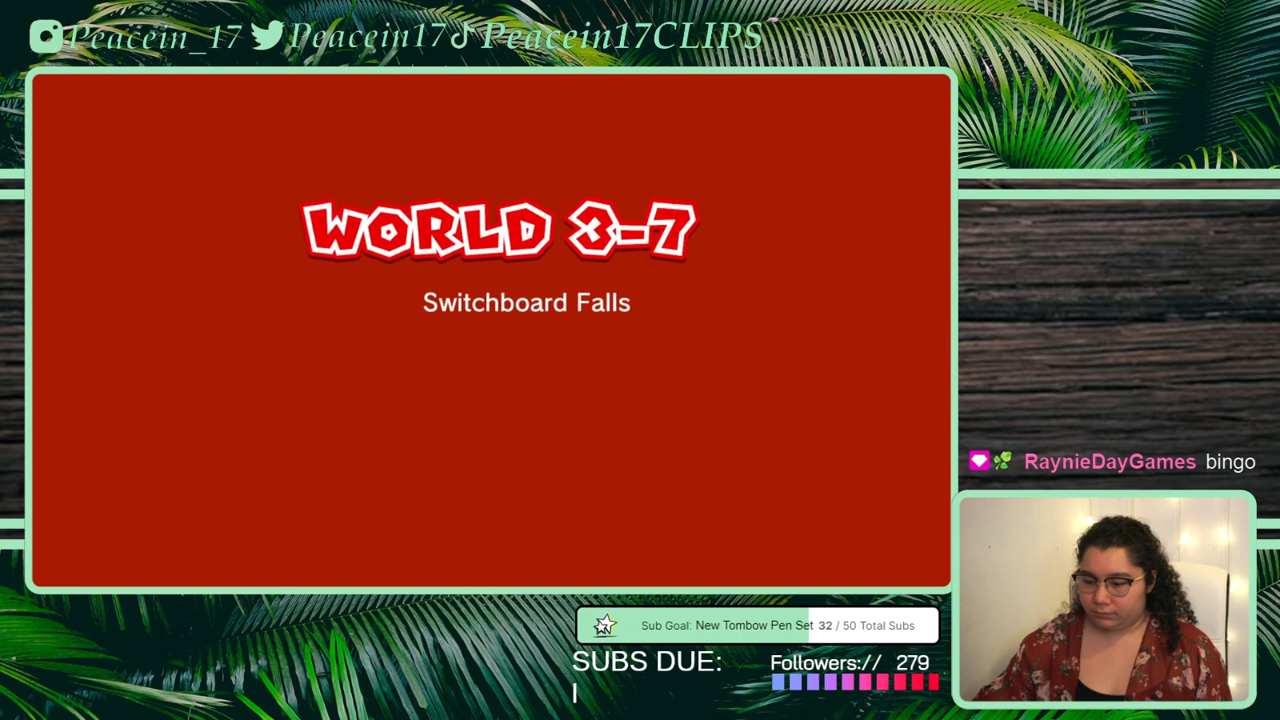 Peacein_17 Peacein17 Peacein17CLIPS
WORLD 3-7
Switchboard Falls
RaynieDayGames bingo
Sub Goal: New Tombow Pen Set 32 / 50 Total Subs
SUBS DUE:
Followers:// 279
I